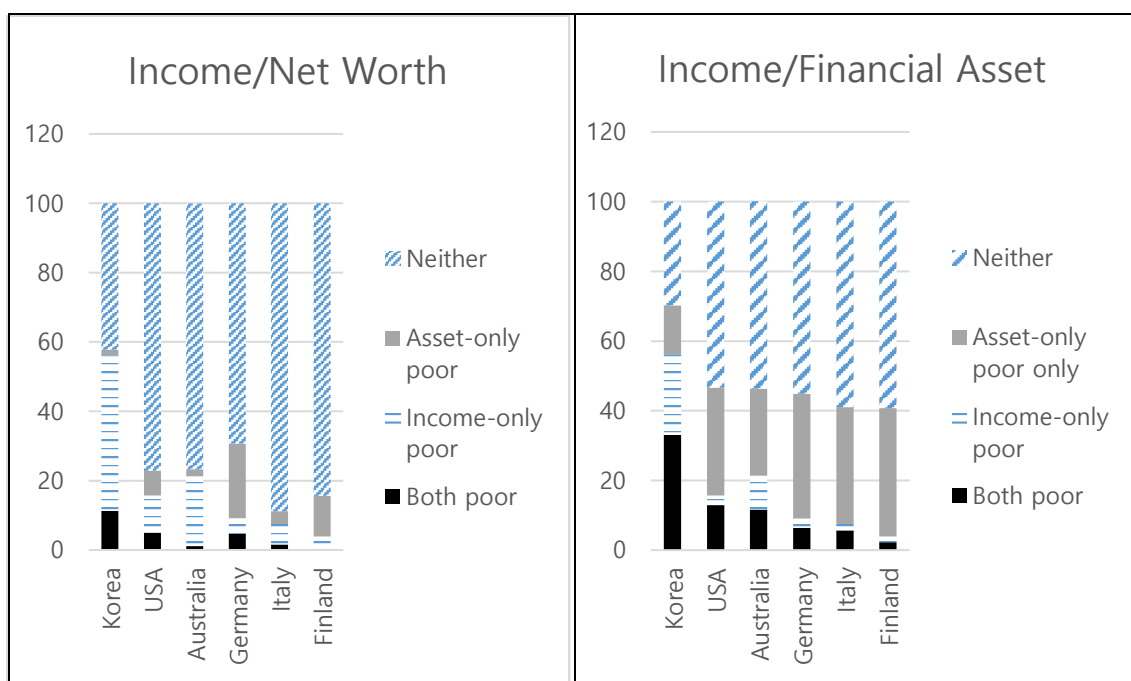 Income/Net Worth
120
100
80
60
40
20
0
Korea
USA
Australia
Germany
Italy
Finland
Neither
Asset-only
poor
Income-only
poor
Both poor
Income/Financial Asset
120
100
80
60
40
20
0
Korea
USA
Australia
Germany
Italy
Finland
Neither
Asset-only
poor only
Income-only
poor
Both poor